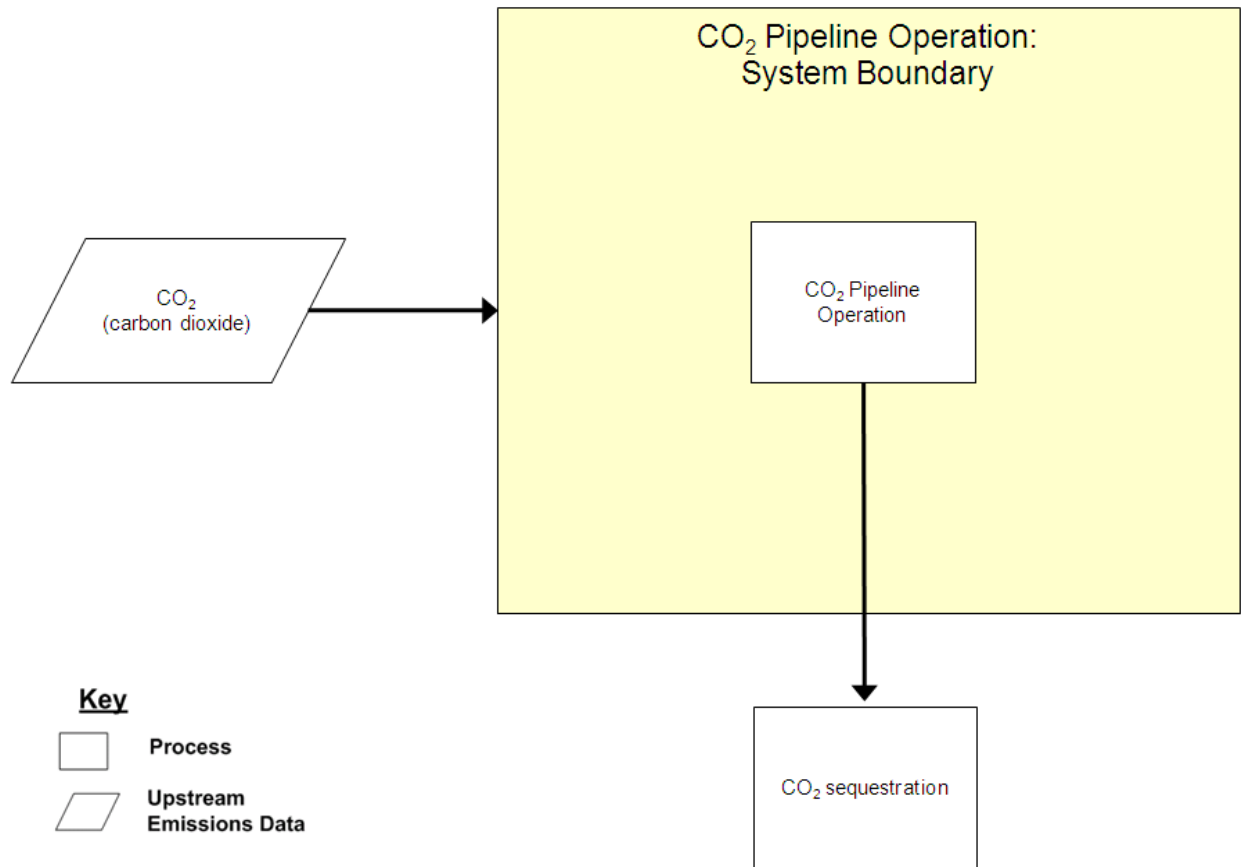 CO₂ Pipeline Operation:
System Boundary
CO₂
(carbon dioxide)
CO₂ Pipeline
Operation
CO₂ sequestration
Key
Process
Upstream
Emissions Data